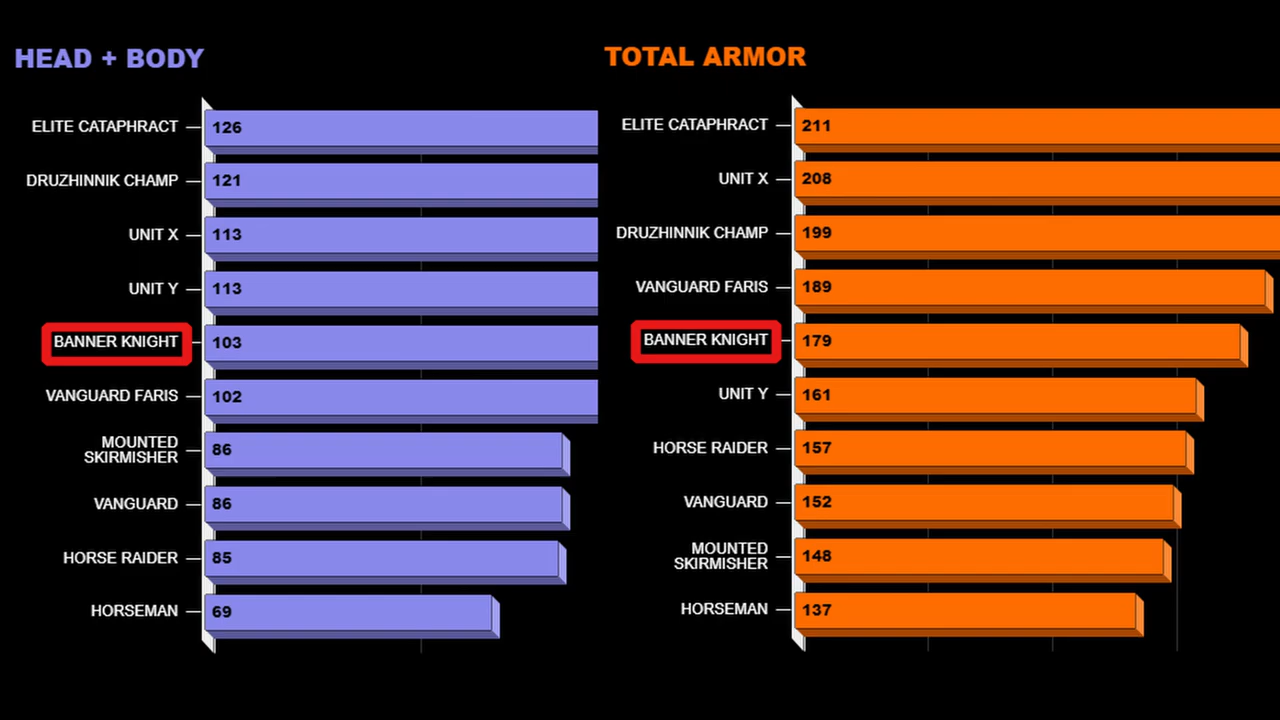 HEAD + BODY
ELITE CATAPHRACT 126
DRUZHINNIK CHAMP 121
UNIT X 113
UNIT Y 113
BANNER KNIGHT 103
VANGUARD FARIS 102
MOUNTED
SKIRMISHER 86
VANGUARD 86
HORSE RAIDER 85
HORSEMAN 69
TOTAL ARMOR
ELITE CATAPHRACT 211
UNIT X 208
DRUZHINNIK CHAMP 199
VANGUARD FARIS 189
BANNER KNIGHT 179
UNIT Y 161
HORSE RAIDER 157
VANGUARD 152
MOUNTED
SKIRMISHER 148
HORSEMAN 137